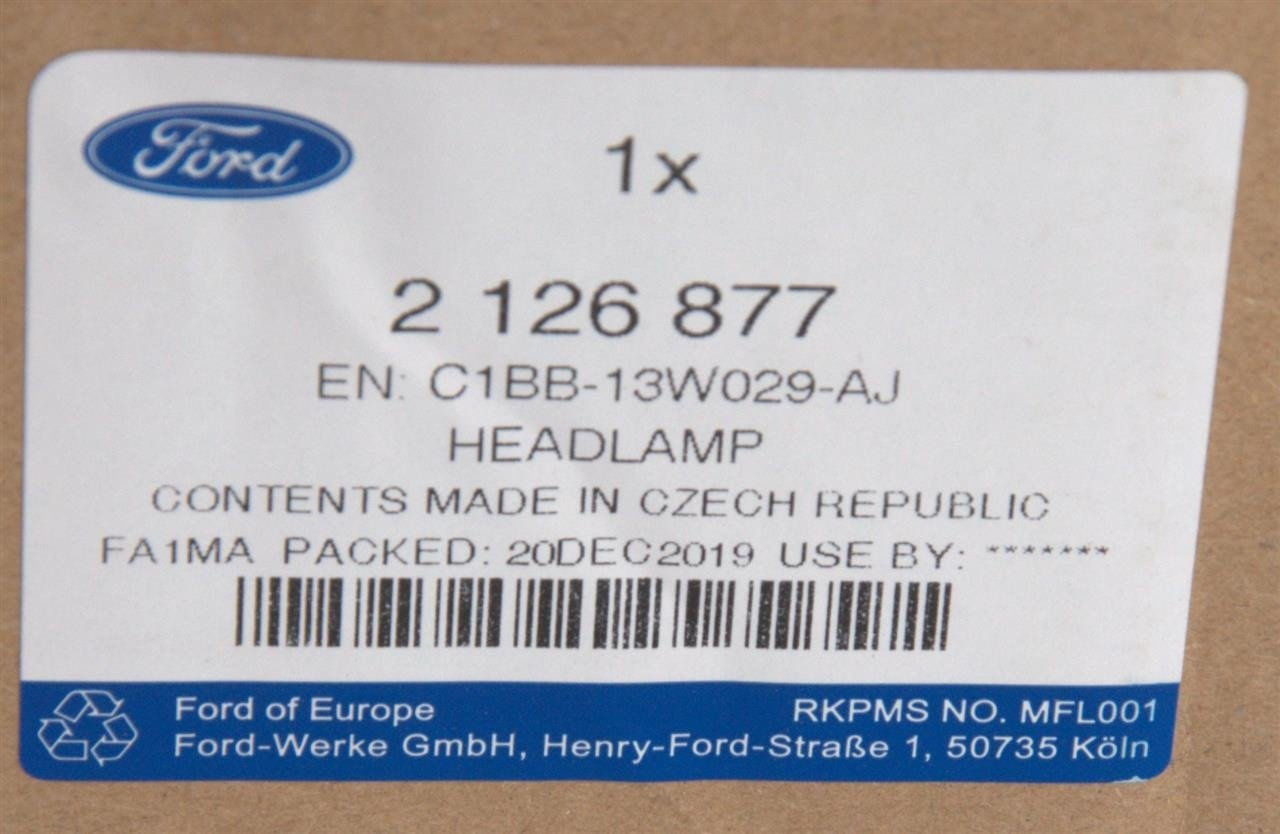 Ford
1x
2 126 877
EN: C1BB-13W029-AJ
HEADLAMP
CONTENTS MADE IN CZECH REPUBLIC
FA1MA PACKED: 20DEC2019 USE BY: *******
Ford of Europe RKPMS NO. MFL001
Ford-Werke GmbH, Henry-Ford-Straße 1, 50735 Köln